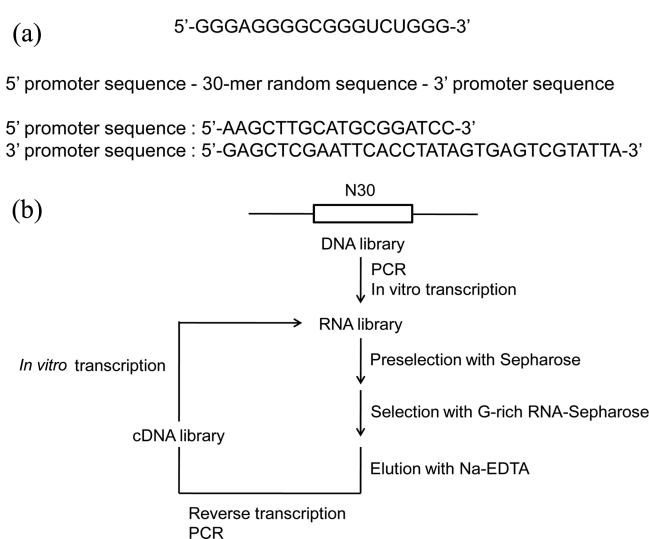 (a)
5’-GGGAGGGGCGGGUCUGGG-3’
5’ promoter sequence - 30-mer random sequence - 3’ promoter sequence
5’ promoter sequence : 5’-AAGCTTGCATGCGGATCC-3’
3’ promoter sequence : 5’-GAGCTCGAATTCACCTATAGTGAGTCGTATTA-3’
(b)
N30
DNA library
PCR
In vitro transcription
RNA library
In vitro transcription
Preselection with Sepharose
Selection with G-rich RNA-Sepharose
cDNA library
Elution with Na-EDTA
Reverse transcription
PCR